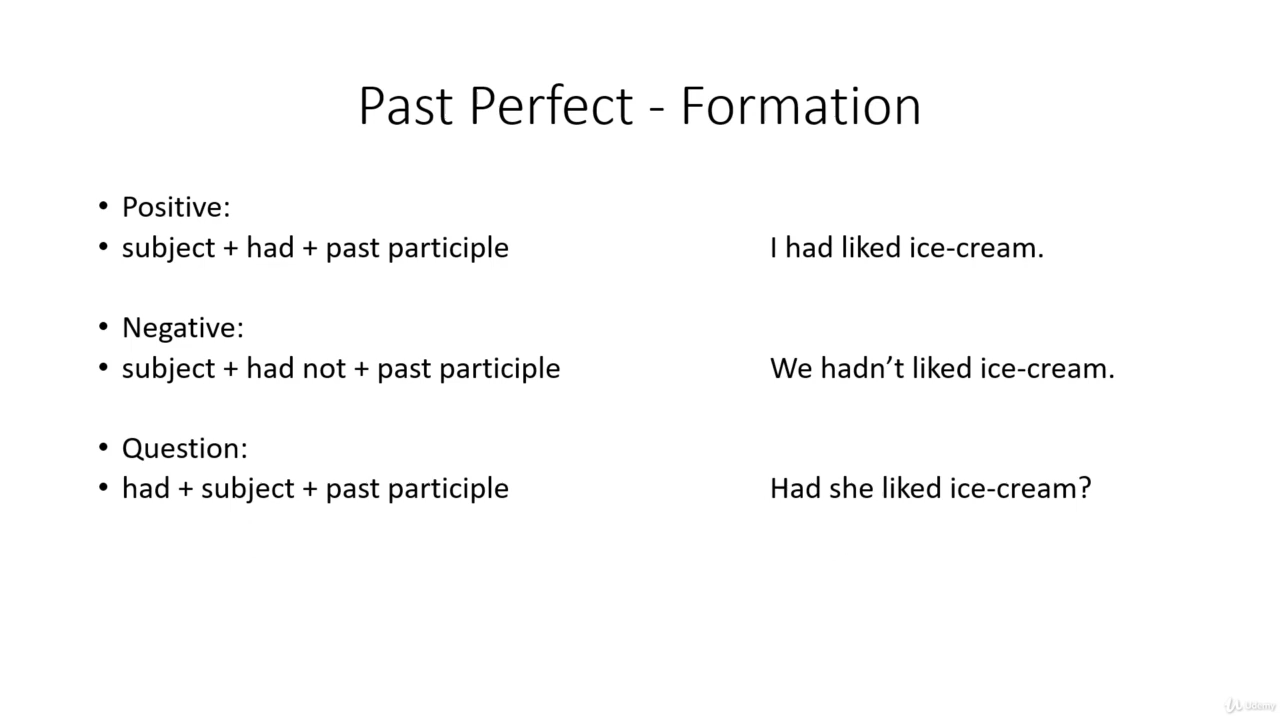 Past Perfect - Formation
• Positive:
• subject + had + past participle I had liked ice-cream.
• Negative:
• subject + had not + past participle We hadn’t liked ice-cream.
• Question:
• had + subject + past participle Had she liked ice-cream?
Udemy